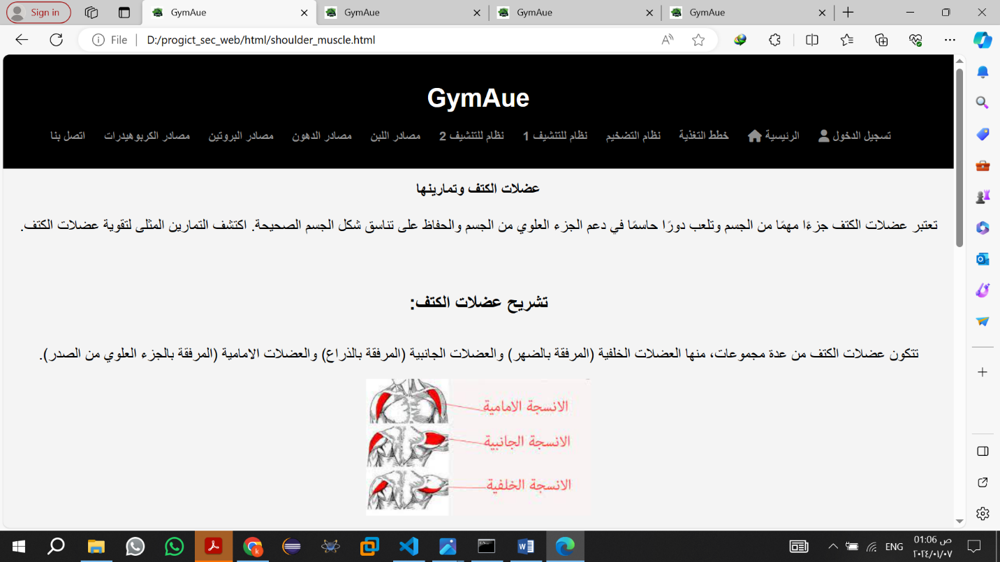 Sign in
GymAue
GymAue
GymAue
GymAue
File
D:/progict_sec_web/html/shoulder_muscle.html
GymAue
تسجيل الدخول الرئيسية خطط التغذية نظام التضخيم نظام للتنشيف 1 نظام للتنشيف 2 مصادر اللبن مصادر الدهون مصادر البروتين مصادر الكربوهيدرات اتصل بنا
عضلات الكتف وتمارينها
تعتبر عضلات الكتف جزءًا مهمًا من الجسم وتلعب دورًا حاسمًا في دعم الجزء العلوي من الجسم والحفاظ على تناسق شكل الجسم الصحيحة. اكتشف التمارين المثلى لتقوية عضلات الكتف.
تشريح عضلات الكتف:
تتكون عضلات الكتف من عدة مجموعات، منها العضلات الخلفية (المرفقة بالضهر) والعضلات الجانبية (المرفقة بالذراع) والعضلات الامامية (المرفقة بالجزء العلوي من الصدر).
الانسجة الامامية
الانسجة الجانبية
الانسجة الخلفية
ENG
01:06 ص
٢٠٢٤/٠١/٠٧